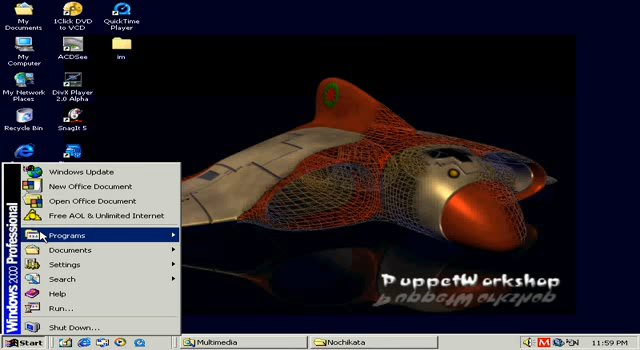 My Documents
1Click DVD to VCD
QuickTime Player
My Computer
ACDSee
im
My Network Places
DivX Player 2.0 Alpha
Recycle Bin
SnagIt 5
Windows 2000 Professional
Windows Update
New Office Document
Open Office Document
Free AOL & Unlimited Internet
Programs
Documents
Settings
Search
Help
Run...
Shut Down...
PuppetWorkshop
Start
Multimedia
Nochikata
11:59 PM